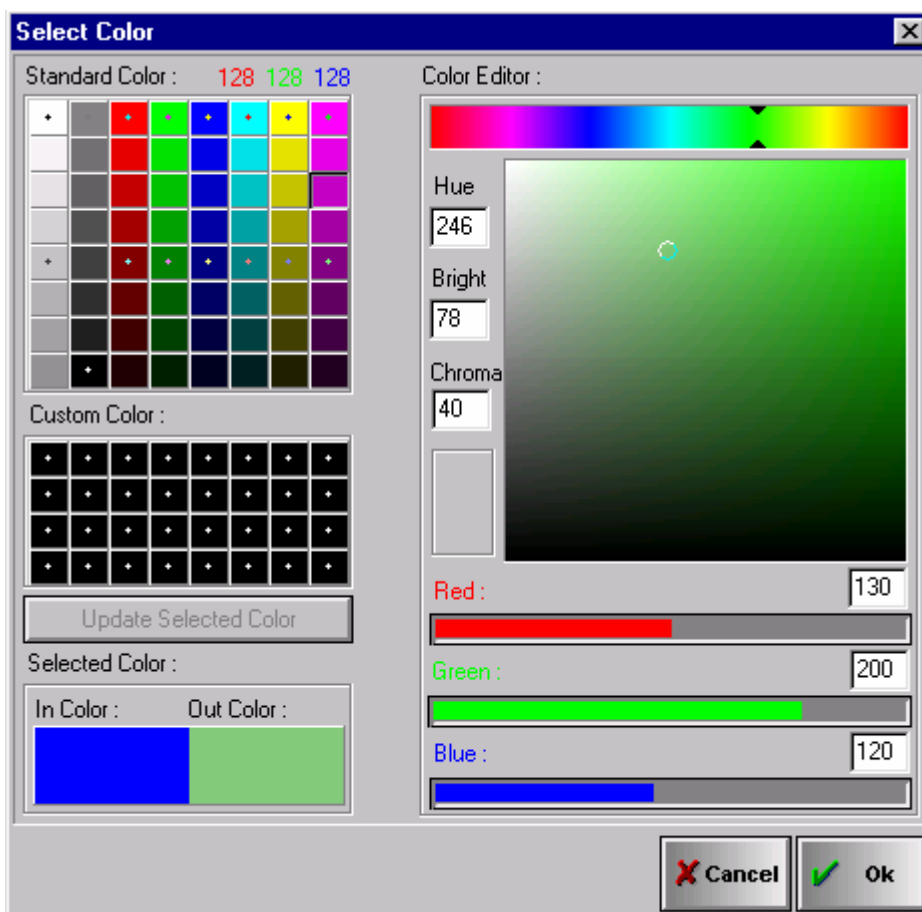 Select Color
Standard Color : 128 128 128
Color Editor :
Hue
246
Bright
78
Chroma
40
Custom Color :
Update Selected Color
Selected Color :
In Color : Out Color :
Red :
130
Green :
200
Blue :
120
Cancel
Ok